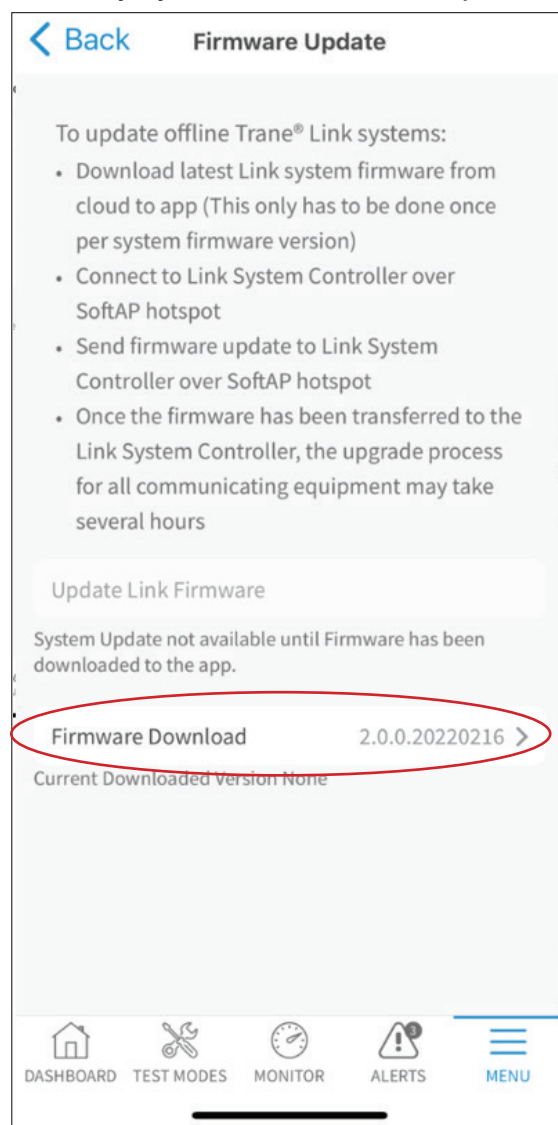 Back Firmware Update
To update offline Trane® Link systems:
• Download latest Link system firmware from
cloud to app (This only has to be done once
per system firmware version)
• Connect to Link System Controller over
SoftAP hotspot
• Send firmware update to Link System
Controller over SoftAP hotspot
• Once the firmware has been transferred to the
Link System Controller, the upgrade process
for all communicating equipment may take
several hours
Update Link Firmware
System Update not available until Firmware has been
downloaded to the app.
Firmware Download 2.0.0.20220216
Current Downloaded Version None
3
DASHBOARD TEST MODES MONITOR ALERTS MENU